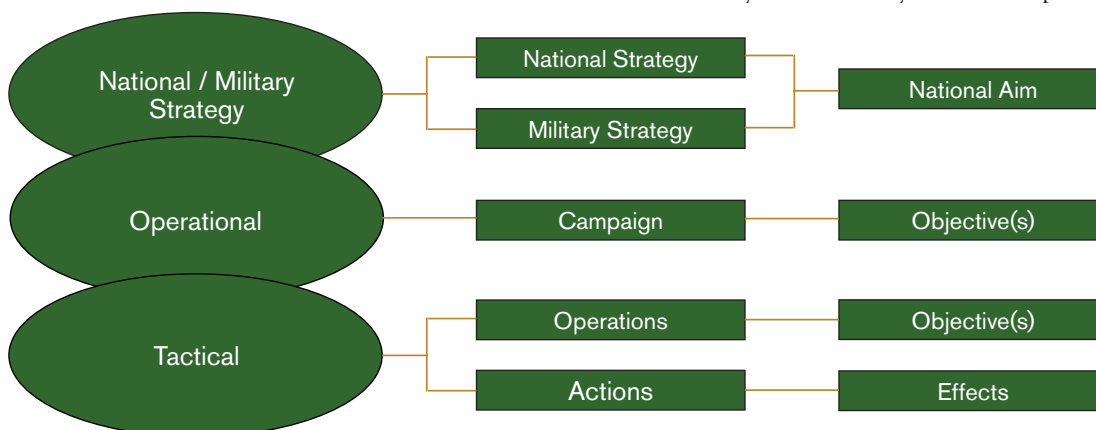 National / Military
Strategy
National Strategy
Military Strategy
National Aim
Operational
Campaign
Objective(s)
Tactical
Operations
Objective(s)
Actions
Effects